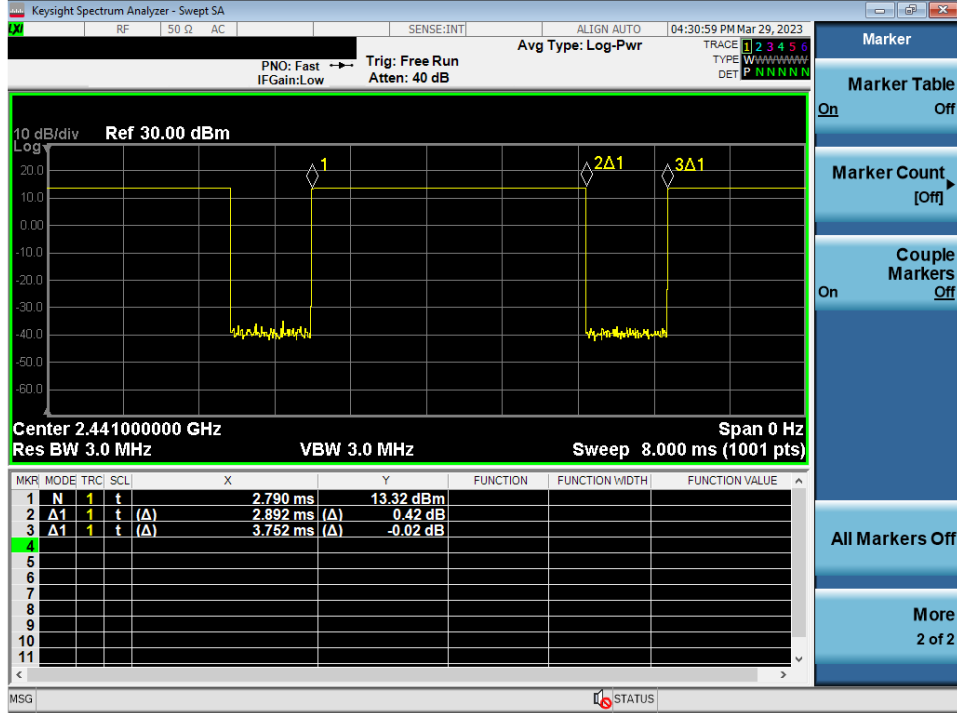 Keysight Spectrum Analyzer - Swept SA
LXI RF 50 Ω AC SENSE:INT ALIGN AUTO 04:30:59 PM Mar 29, 2023
Marker
Avg Type: Log-Pwr TRACE 1 2 3 4 5 6
PNO: Fast Trig: Free Run TYPE W W W W W W
IFGain:Low Atten: 40 dB DET P N N N N N
Marker Table
On Off
10 dB/div Ref 30.00 dBm
Log
1 2Δ1 3Δ1
20.0
10.0
0.00
-10.0
-20.0
-30.0
-40.0
-50.0
-60.0
Marker Count
[Off]
Couple
Markers
On Off
Center 2.441000000 GHz Span 0 Hz
Res BW 3.0 MHz VBW 3.0 MHz Sweep 8.000 ms (1001 pts)
MKR MODE TRC SCL X Y FUNCTION FUNCTION WIDTH FUNCTION VALUE
1 N 1 t 2.790 ms 13.32 dBm
2 Δ1 1 t (Δ) 2.892 ms (Δ) 0.42 dB
3 Δ1 1 t (Δ) 3.752 ms (Δ) -0.02 dB
4
5
6
7
8
9
10
11
All Markers Off
More
2 of 2
MSG STATUS